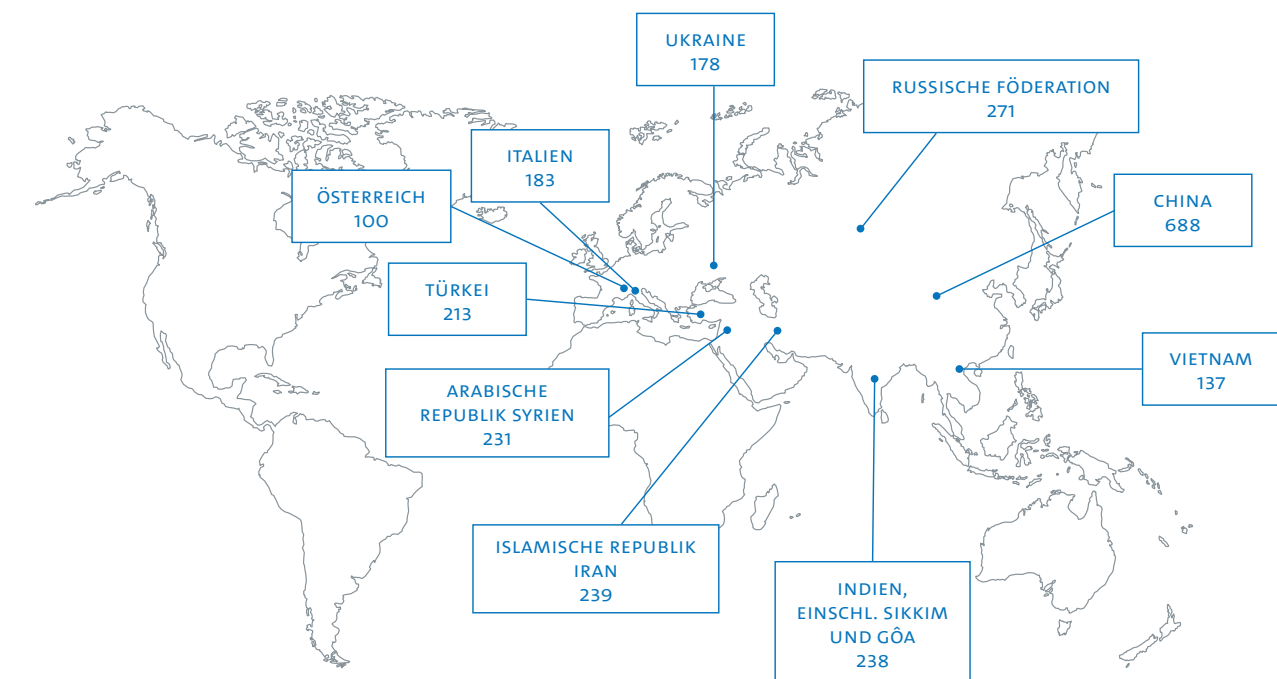 UKRAINE
178
RUSSISCHE FÖDERATION
271
ITALIEN
183
ÖSTERREICH
100
CHINA
688
TÜRKEI
213
VIETNAM
137
ARABISCHE
REPUBLIK SYRIEN
231
ISLAMISCHE REPUBLIK
IRAN
239
INDIEN,
EINSCHL. SIKKIM
UND GÔA
238